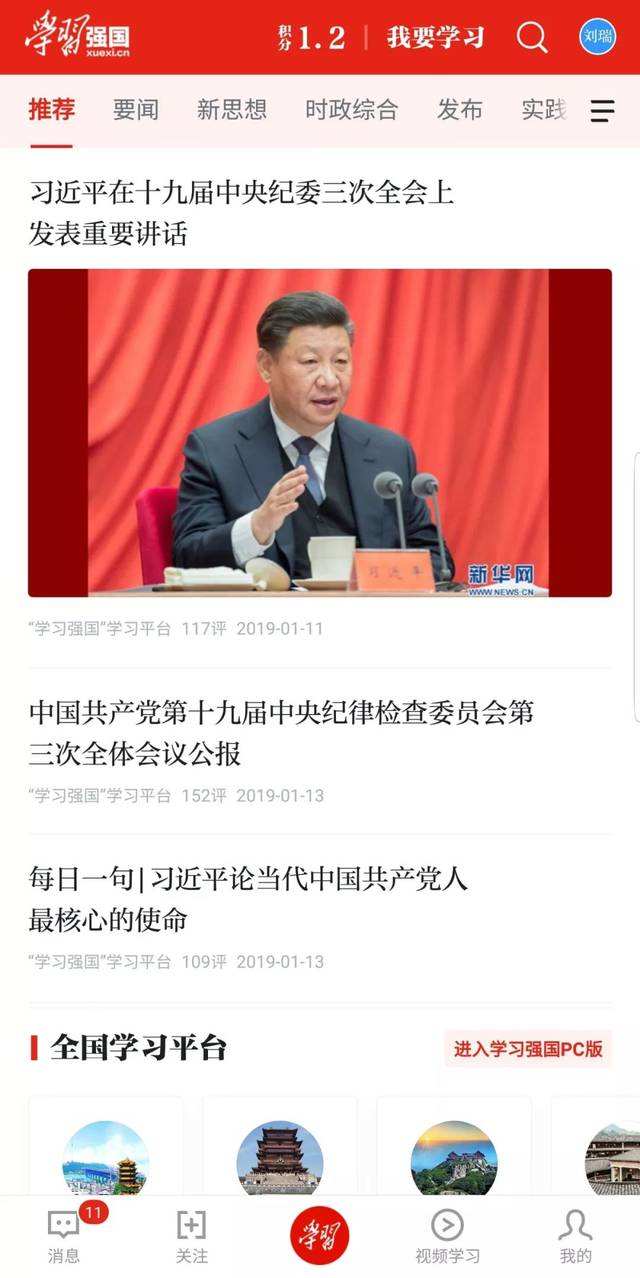 学習强国
xuexi.cn
积分 1.2 | 我要学习
刘瑞
推荐 要闻 新思想 时政综合 发布 实践
习近平在十九届中央纪委三次全会上
发表重要讲话
习近平
新华网
WWW.NEWS.CN
“学习强国”学习平台 117评 2019-01-11
中国共产党第十九届中央纪律检查委员会第
三次全体会议公报
“学习强国”学习平台 152评 2019-01-13
每日一句|习近平论当代中国共产党人
最核心的使命
“学习强国”学习平台 109评 2019-01-13
全国学习平台
进入学习强国PC版
11
消息 关注 学習 视频学习 我的